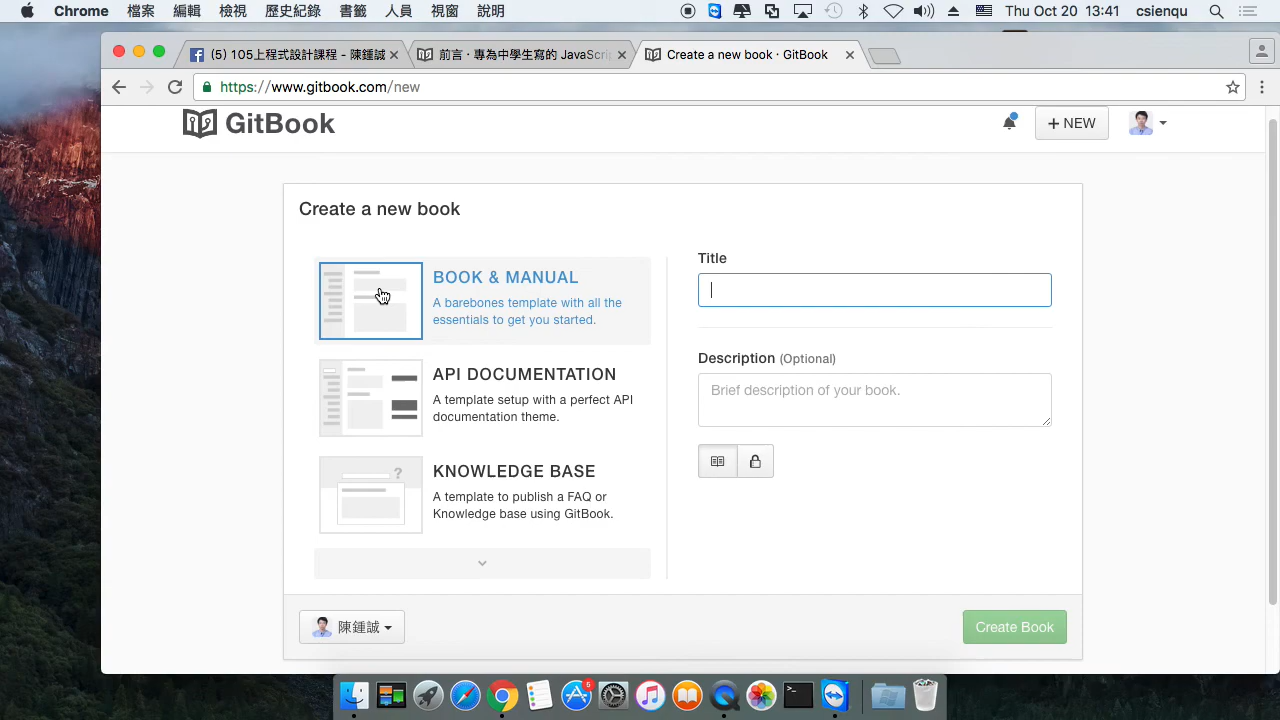 Chrome 檔案 編輯 檢視 歷史紀錄 書籤 人員 視窗 說明 Thu Oct 20 13:41 csienqu
(5) 105上程式設計課程 - 陳鍾誠
前言 · 專為中學生寫的 JavaScri
Create a new book · GitBook
https://www.gitbook.com/new
GitBook
+ NEW
Create a new book
BOOK & MANUAL
A barebones template with all the
essentials to get you started.
API DOCUMENTATION
A template setup with a perfect API
documentation theme.
?
KNOWLEDGE BASE
A template to publish a FAQ or
Knowledge base using GitBook.
Title
Description (Optional)
Brief description of your book.
陳鍾誠
Create Book